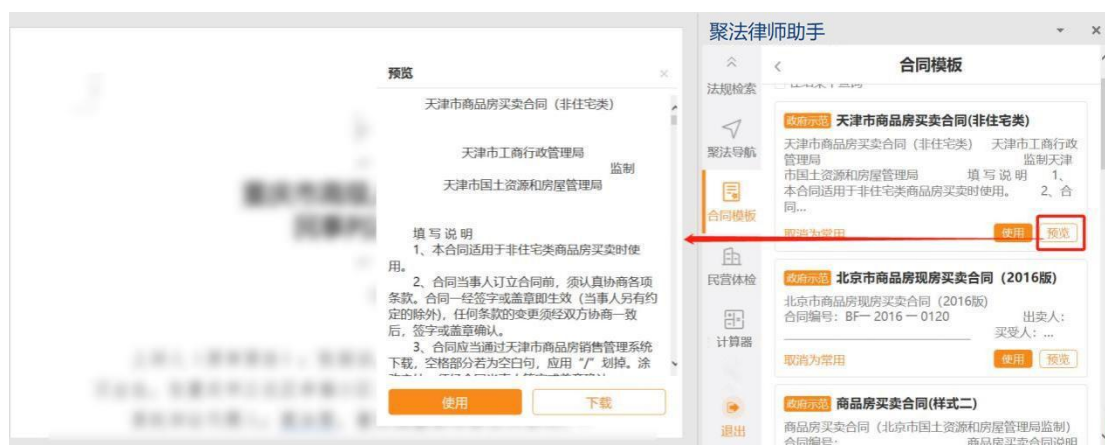 聚法律师助手
预览
天津市商品房买卖合同（非住宅类）
天津市工商行政管理局
监制
天津市国土资源和房屋管理局
填 写 说 明
1、本合同适用于非住宅类商品房买卖时使
用。
2、合同当事人订立合同前，须认真协商各项
条款。合同一经签字或盖章即生效（当事人另有约
定的除外），任何条款的变更须经双方协商一致
后，签字或盖章确认。
3、合同应当通过天津市商品房销售管理系统
下载，空格部分若为空白句，应用“/”划掉。涂
使用
下载
法规检索
聚法导航
合同模板
民营体检
计算器
退出
合同模板
政府示范 天津市商品房买卖合同(非住宅类)
天津市商品房买卖合同（非住宅类） 天津市工商行政
管理局 监制天津
市国土资源和房屋管理局 填 写 说 明 1、
本合同适用于非住宅类商品房买卖时使用。 2、合
同...
取消为常用 使用 预览
政府示范 北京市商品房现房买卖合同（2016版）
北京市商品房现房买卖合同（2016版）
合同编号：BF— 2016 — 0120 出卖人：
买受人：...
取消为常用 使用 预览
政府示范 商品房买卖合同(样式二)
商品房买卖合同（北京市国土资源和房屋管理局监制）
合同编号： 商品房买卖合同说明